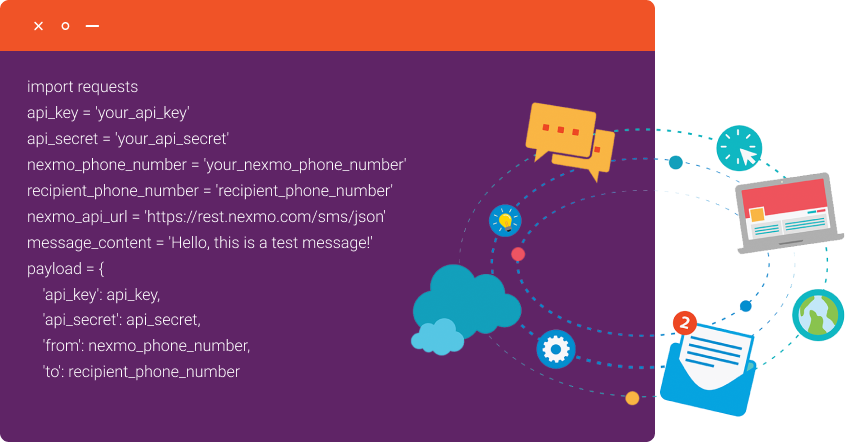 import requests
api_key = 'your_api_key'
api_secret = 'your_api_secret'
nexmo_phone_number = 'your_nexmo_phone_number'
recipient_phone_number = 'recipient_phone_number'
nexmo_api_url = 'https://rest.nexmo.com/sms/json'
message_content = 'Hello, this is a test message!'
payload = {
    'api_key': api_key,
    'api_secret': api_secret,
    'from': nexmo_phone_number,
    'to': recipient_phone_number
2